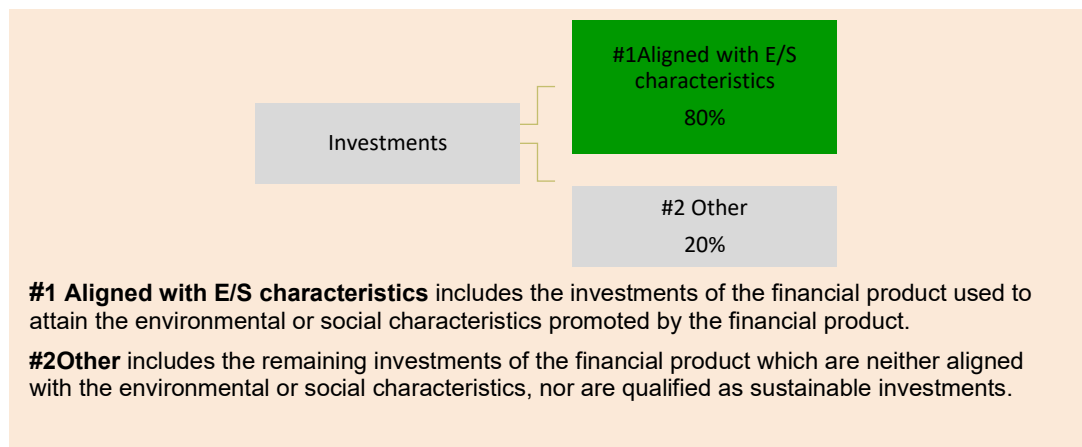 #1Aligned with E/S
characteristics
80%
Investments
#2 Other
20%
#1 Aligned with E/S characteristics includes the investments of the financial product used to
attain the environmental or social characteristics promoted by the financial product.
#2Other includes the remaining investments of the financial product which are neither aligned
with the environmental or social characteristics, nor are qualified as sustainable investments.